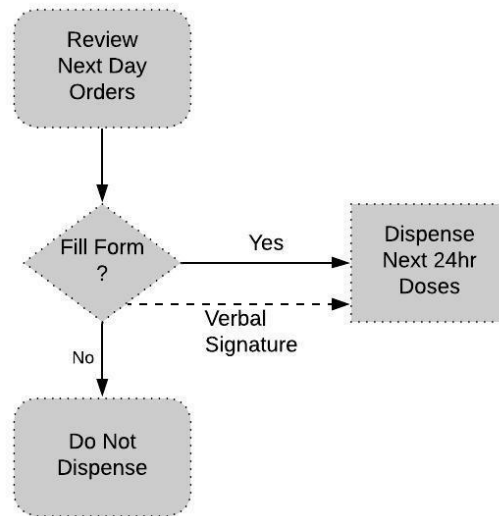 Review
Next Day
Orders
Fill Form
?
Yes
Dispense
Next 24hr
Doses
Verbal
Signature
No
Do Not
Dispense